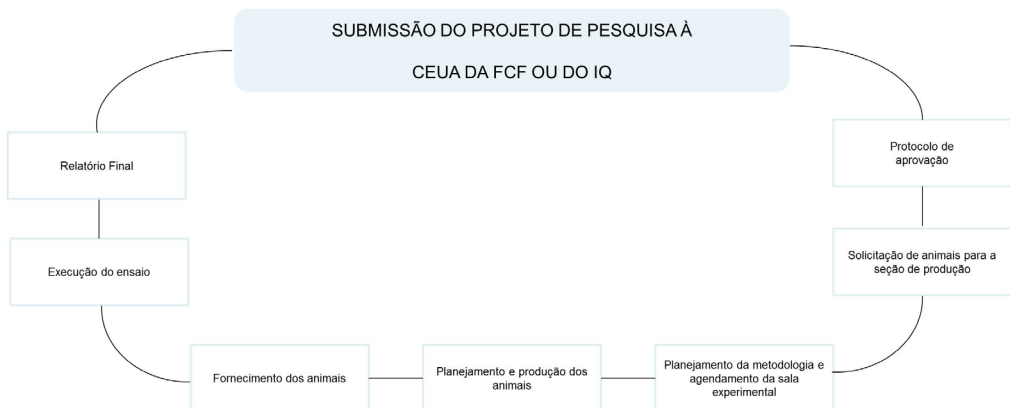 SUBMISSÃO DO PROJETO DE PESQUISA À
CEUA DA FCF OU DO IQ
Protocolo de
aprovação
Relatório Final
Solicitação de animais para a
seção de produção
Execução do ensaio
Planejamento da metodologia e
agendamento da sala
experimental
Planejamento e produção dos
animais
Fornecimento dos animais